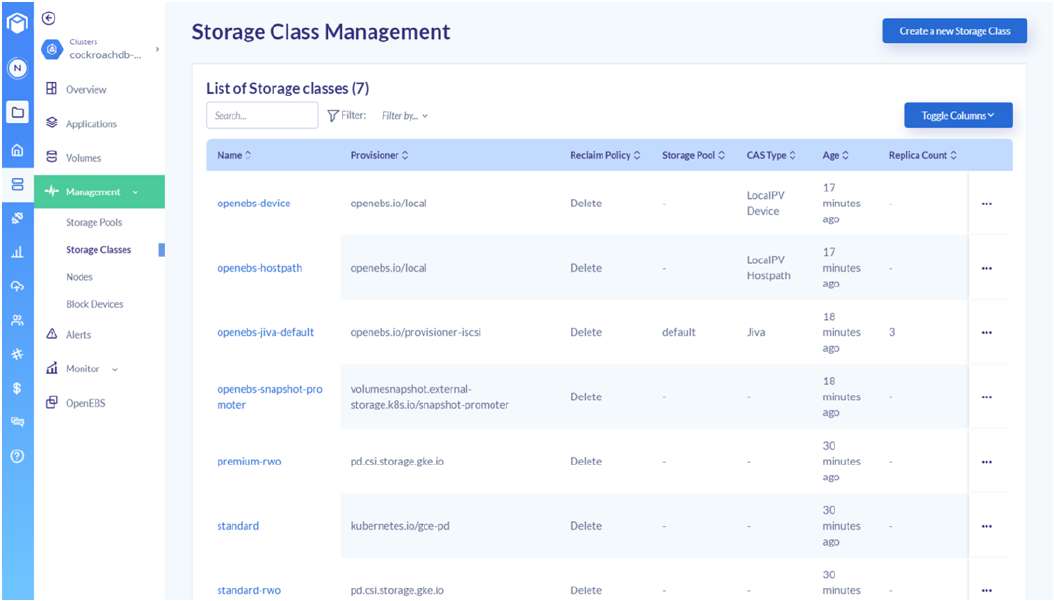 Clusters
cockroachdb-...
N
Overview
Applications
Volumes
Management
Storage Pools
Storage Classes
Nodes
Block Devices
Alerts
Monitor
OpenEBS
Storage Class Management
Create a new Storage Class
List of Storage classes (7)
Search...
Filter:
Filter by...
Toggle Columns
Name Provisioner Reclaim Policy Storage Pool CAS Type Age Replica Count
openebs-device openebs.io/local Delete - LocalPV Device 17 minutes ago - ...
openebs-hostpath openebs.io/local Delete - LocalPV Hostpath 17 minutes ago - ...
openebs-jiva-default openebs.io/provisioner-iscsi Delete default Jiva 18 minutes ago 3 ...
openebs-snapshot-pro
moter volumesnapshot.external-
storage.k8s.io/snapshot-promoter Delete - - 18 minutes ago - ...
premium-rwo pd.csi.storage.gke.io Delete - - 30 minutes ago - ...
standard kubernetes.io/gce-pd Delete - - 30 minutes ago - ...
standard-rwo pd.csi.storage.gke.io Delete - - 30 minutes - ...